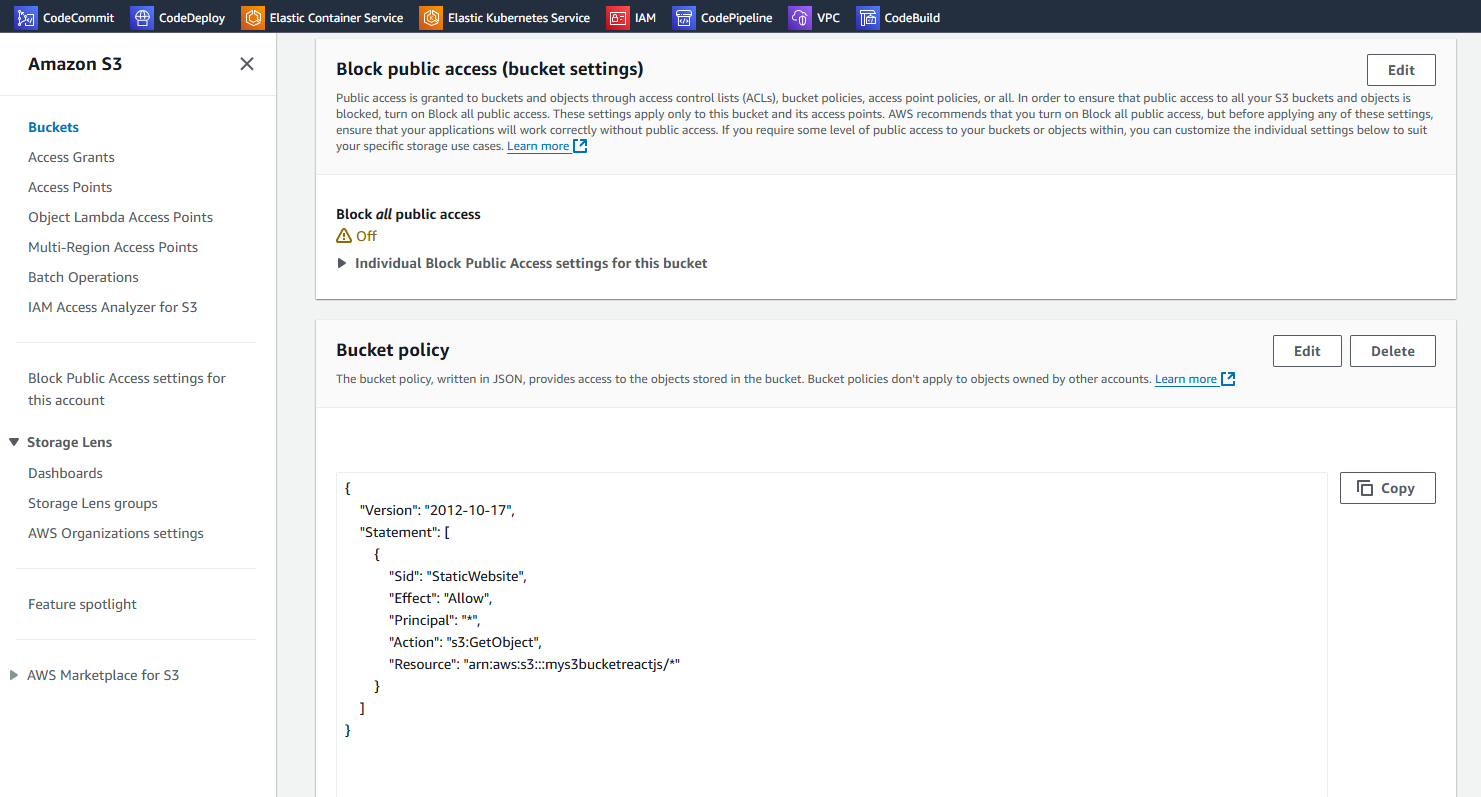 CodeCommit CodeDeploy Elastic Container Service Elastic Kubernetes Service IAM CodePipeline VPC CodeBuild
Amazon S3
Buckets
Access Grants
Access Points
Object Lambda Access Points
Multi-Region Access Points
Batch Operations
IAM Access Analyzer for S3
Block Public Access settings for
this account
Storage Lens
Dashboards
Storage Lens groups
AWS Organizations settings
Feature spotlight
AWS Marketplace for S3
Block public access (bucket settings)
Edit
Public access is granted to buckets and objects through access control lists (ACLs), bucket policies, access point policies, or all. In order to ensure that public access to all your S3 buckets and objects is
blocked, turn on Block all public access. These settings apply only to this bucket and its access points. AWS recommends that you turn on Block all public access, but before applying any of these settings,
ensure that your applications will work correctly without public access. If you require some level of public access to your buckets or objects within, you can customize the individual settings below to suit
your specific storage use cases. Learn more
Block all public access
Off
Individual Block Public Access settings for this bucket
Bucket policy
Edit Delete
The bucket policy, written in JSON, provides access to the objects stored in the bucket. Bucket policies don't apply to objects owned by other accounts. Learn more
Copy
{
"Version": "2012-10-17",
"Statement": [
{
"Sid": "StaticWebsite",
"Effect": "Allow",
"Principal": "*",
"Action": "s3:GetObject",
"Resource": "arn:aws:s3:::mys3bucketreactjs/*"
}
]
}